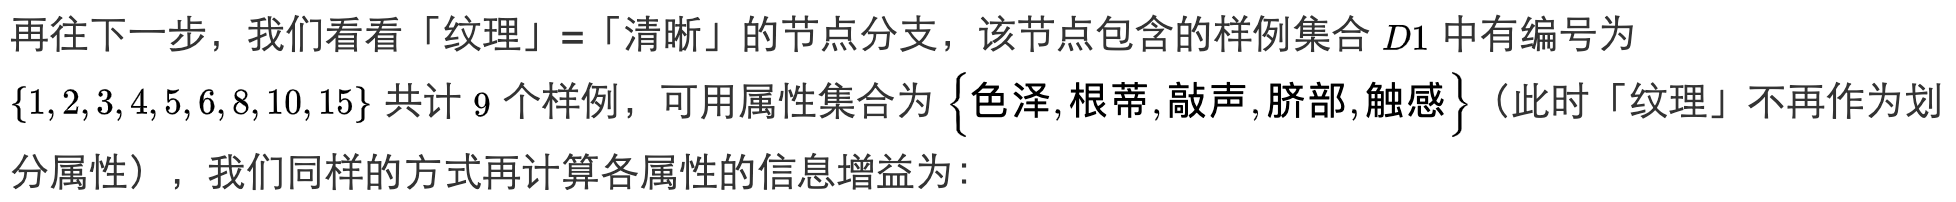 再往下一步，我们看看「纹理」=「清晰」的节点分支，该节点包含的样例集合 D1 中有编号为
{1, 2, 3, 4, 5, 6, 8, 10, 15} 共计 9 个样例，可用属性集合为 {色泽, 根蒂, 敲声, 脐部, 触感}（此时「纹理」不再作为划
分属性），我们同样的方式再计算各属性的信息增益为：